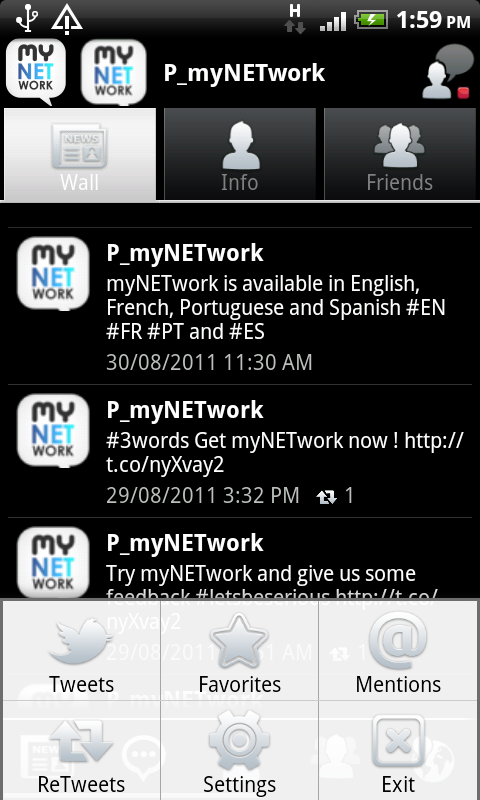 H
1:59 PM
my
NET
WORK
my
NET
WORK
P_myNETwork
NEWS
Wall
Info
Friends
my
NET
WORK
P_myNETwork
myNETwork is available in English,
French, Portuguese and Spanish #EN
#FR #PT and #ES
30/08/2011 11:30 AM
my
NET
WORK
P_myNETwork
#3words Get myNETwork now ! http://
t.co/nyXvay2
29/08/2011 3:32 PM 1
my
NET
WORK
P_myNETwork
Try myNETwork and give us some
feedback #letsbeserious http://t.co/
nyXvay2
29/08/2011 51 AM 1
P_myNETwork
Tweets
Favorites
@
Mentions
NEWS
ReTweets
Settings
Exit